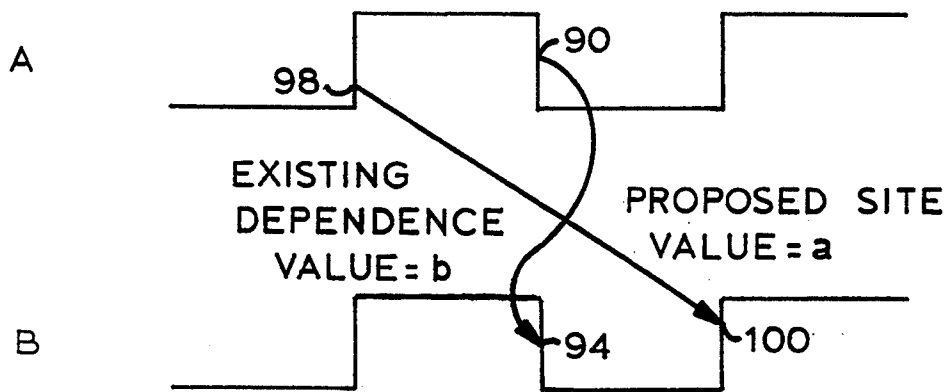 A
90
98
EXISTING
DEPENDENCE
VALUE = b
PROPOSED SITE
VALUE = a
B
94
100